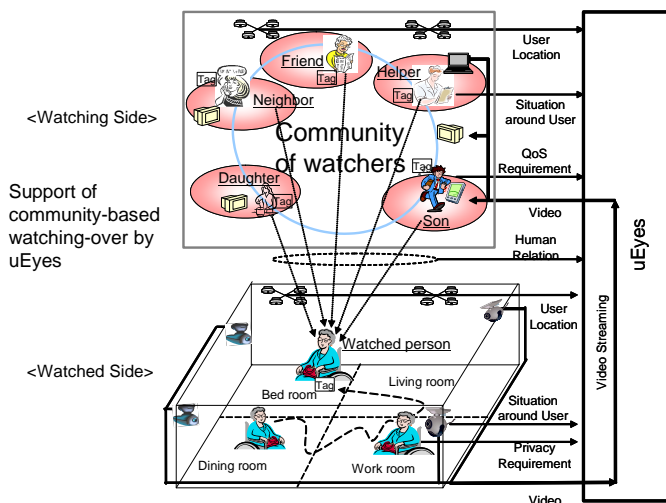 User
Location
Friend
Tag
Helper
Tag
Tag
Neighbor
Situation
around User
<Watching Side>
Community
of watchers
QoS
Requirement
Tag
Daughter
Tag
Son
Video
Support of
community-based
watching-over by
uEyes
Human
Relation
uEyes
User
Location
Video Streaming
Watched person
<Watched Side>
Bed room
Tag
Living room
Situation
around User
Privacy
Requirement
Dining room
Work room
Video